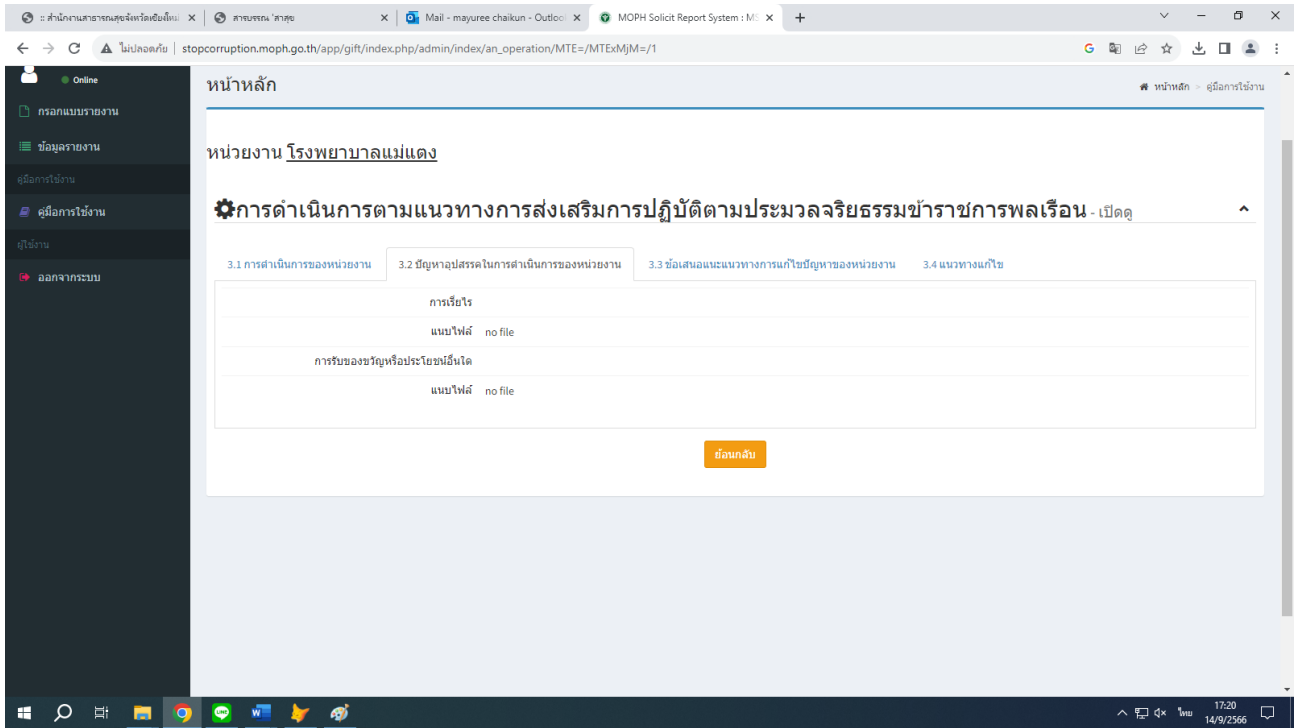 :: สำนักงานสาธารณสุขจังหวัดเชียงใหม่
สารบรรณ 'สาสุข
Mail - mayuree chaikun - Outlool
MOPH Solicit Report System : MS
ไม่ปลอดภัย | stopcorruption.moph.go.th/app/gift/index.php/admin/index/an_operation/MTE=/MTExMjM=/1
Online
กรอกแบบรายงาน
ข้อมูลรายงาน
คู่มือการใช้งาน
คู่มือการใช้งาน
ผู้ใช้งาน
ออกจากระบบ
หน้าหลัก
หน้าหลัก > คู่มือการใช้งาน
หน่วยงาน โรงพยาบาลแม่แตง
การดำเนินการตามแนวทางการส่งเสริมการปฏิบัติตามประมวลจริยธรรมข้าราชการพลเรือน - เปิดดู
3.1 การดำเนินการของหน่วยงาน
3.2 ปัญหาอุปสรรคในการดำเนินการของหน่วยงาน
3.3 ข้อเสนอแนะแนวทางการแก้ไขปัญหาของหน่วยงาน
3.4 แนวทางแก้ไข
การเรี่ยไร
แนบไฟล์ no file
การรับของขวัญหรือประโยชน์อื่นใด
แนบไฟล์ no file
ย้อนกลับ
ไทย
17:20
14/9/2566